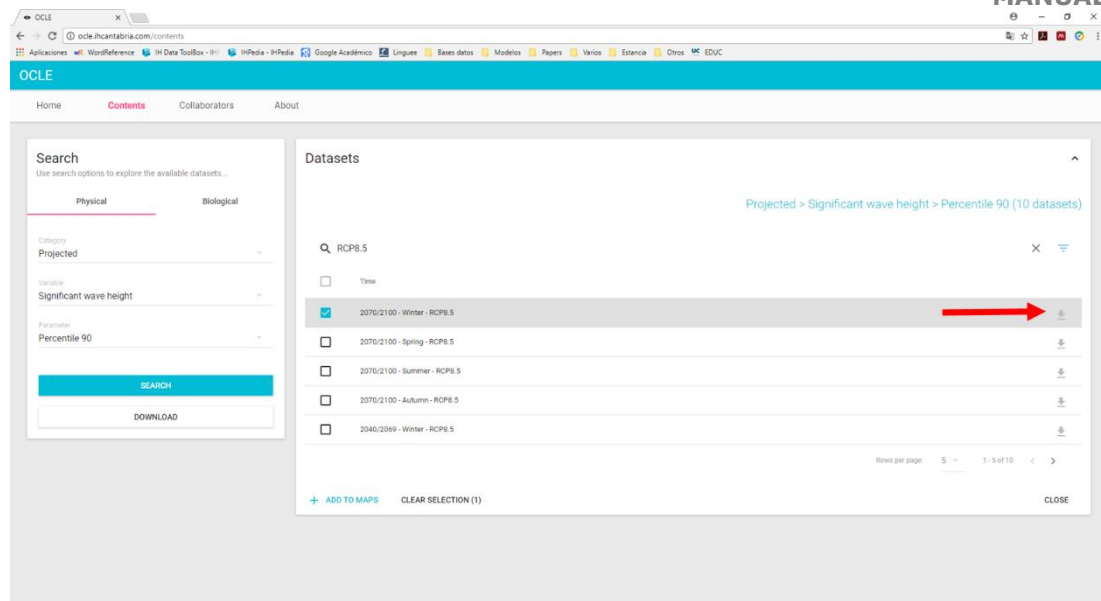 MANUAL
OCLE
ocle.ihcantabria.com/contents
Aplicaciones WordReference IH Data ToolBox - IH IHPedia - IHPedia Google Académico Linguee Bases datos Modelos Papers Varios Estancia Otros EDUC
OCLE
Home Contents Collaborators About
Search
Use search options to explore the available datasets...
Physical Biological
Category
Projected
Variable
Significant wave height
Parameter
Percentile 90
SEARCH
DOWNLOAD
Datasets
Projected > Significant wave height > Percentile 90 (10 datasets)
RCP8.5
Time
2070/2100 - Winter - RCP8.5
2070/2100 - Spring - RCP8.5
2070/2100 - Summer - RCP8.5
2070/2100 - Autumn - RCP8.5
2040/2069 - Winter - RCP8.5
Rows per page: 5 1 - 5 of 10
+ ADD TO MAPS CLEAR SELECTION (1) CLOSE